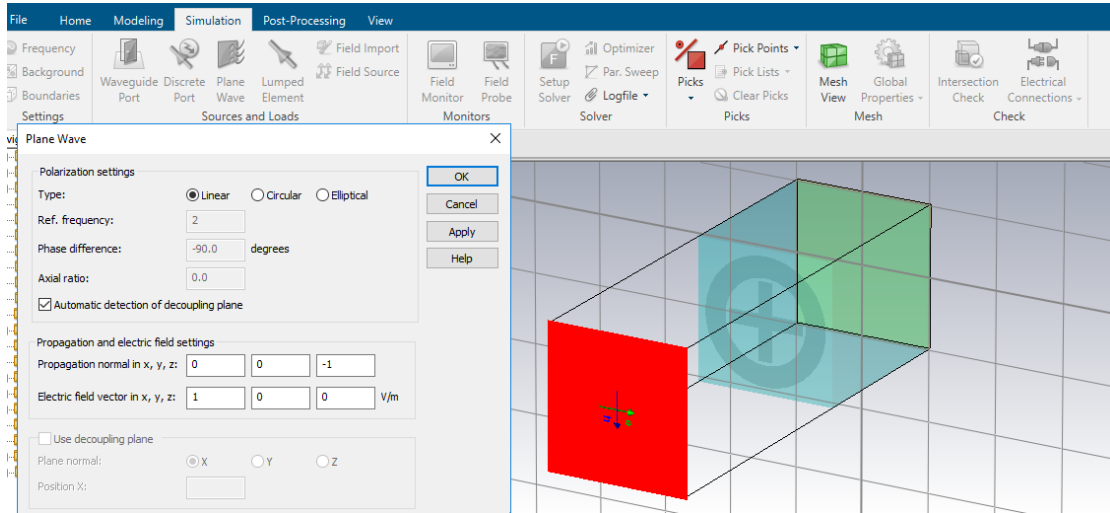 File Home Modeling Simulation Post-Processing View
Frequency
Background
Boundaries
Settings
Waveguide Port
Discrete Port
Plane Wave
Lumped Element
Field Import
Field Source
Sources and Loads
Field Monitor
Field Probe
Monitors
Setup Solver
Optimizer
Par. Sweep
Logfile
Solver
Picks
Pick Points
Pick Lists
Clear Picks
Picks
Mesh View
Global Properties
Mesh
Intersection Check
Electrical Connections
Check
Plane Wave
OK
Cancel
Apply
Help
Polarization settings
Type: Linear Circular Elliptical
Ref. frequency: 2
Phase difference: -90.0 degrees
Axial ratio: 0.0
Automatic detection of decoupling plane
Propagation and electric field settings
Propagation normal in x, y, z: 0 0 -1
Electric field vector in x, y, z: 1 0 0 V/m
Use decoupling plane
Plane normal: X Y Z
Position X: